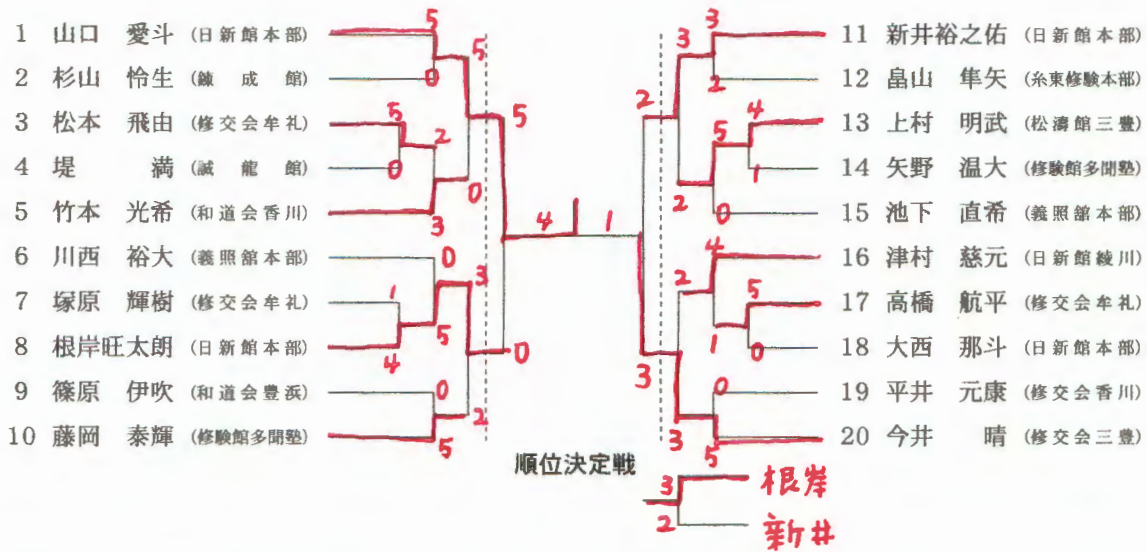 1 山口 愛斗 (日新館本部)
2 杉山 怜生 (錬成館)
3 松本 飛由 (修交会牟礼)
4 堤 満 (誠龍館)
5 竹本 光希 (和道会香川)
6 川西 裕大 (義照舘本部)
7 塚原 輝樹 (修交会牟礼)
8 根岸旺太朗 (日新館本部)
9 篠原 伊吹 (和道会豊浜)
10 藤岡 泰輝 (修験館多聞塾)
5
0
5
0
2
3
5
0
0
1
4
5
0
5
3
2
5
0
4
1
2
3
3
2
3
2
3
2
4
1
5
0
4
5
0
1
0
5
2
3
11 新井裕之佑 (日新館本部)
12 畠山 隼矢 (糸東修験本部)
13 上村 明武 (松濤館三豊)
14 矢野 温大 (修験館多聞塾)
15 池下 直希 (義照舘本部)
16 津村 慈元 (日新館綾川)
17 高橋 航平 (修交会牟礼)
18 大西 那斗 (日新館本部)
19 平井 元康 (修交会香川)
20 今井 晴 (修交会三豊)
順位決定戦
3 根岸
2 新井